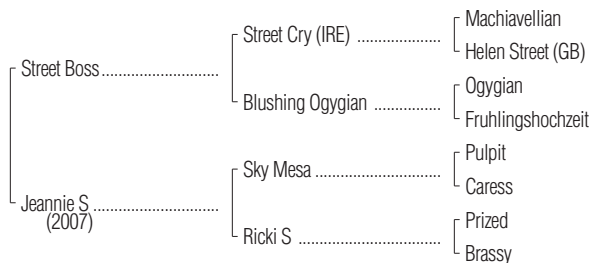 Machiavellian
Street Cry (IRE) ....................
Helen Street (GB)
Street Boss............................
Ogygian
Blushing Ogygian ................
Fruhlingshochzeit
Pulpit
Sky Mesa ..............................
Caress
Jeannie S ..............................
(2007)
Prized
Ricki S ..................................
Brassy